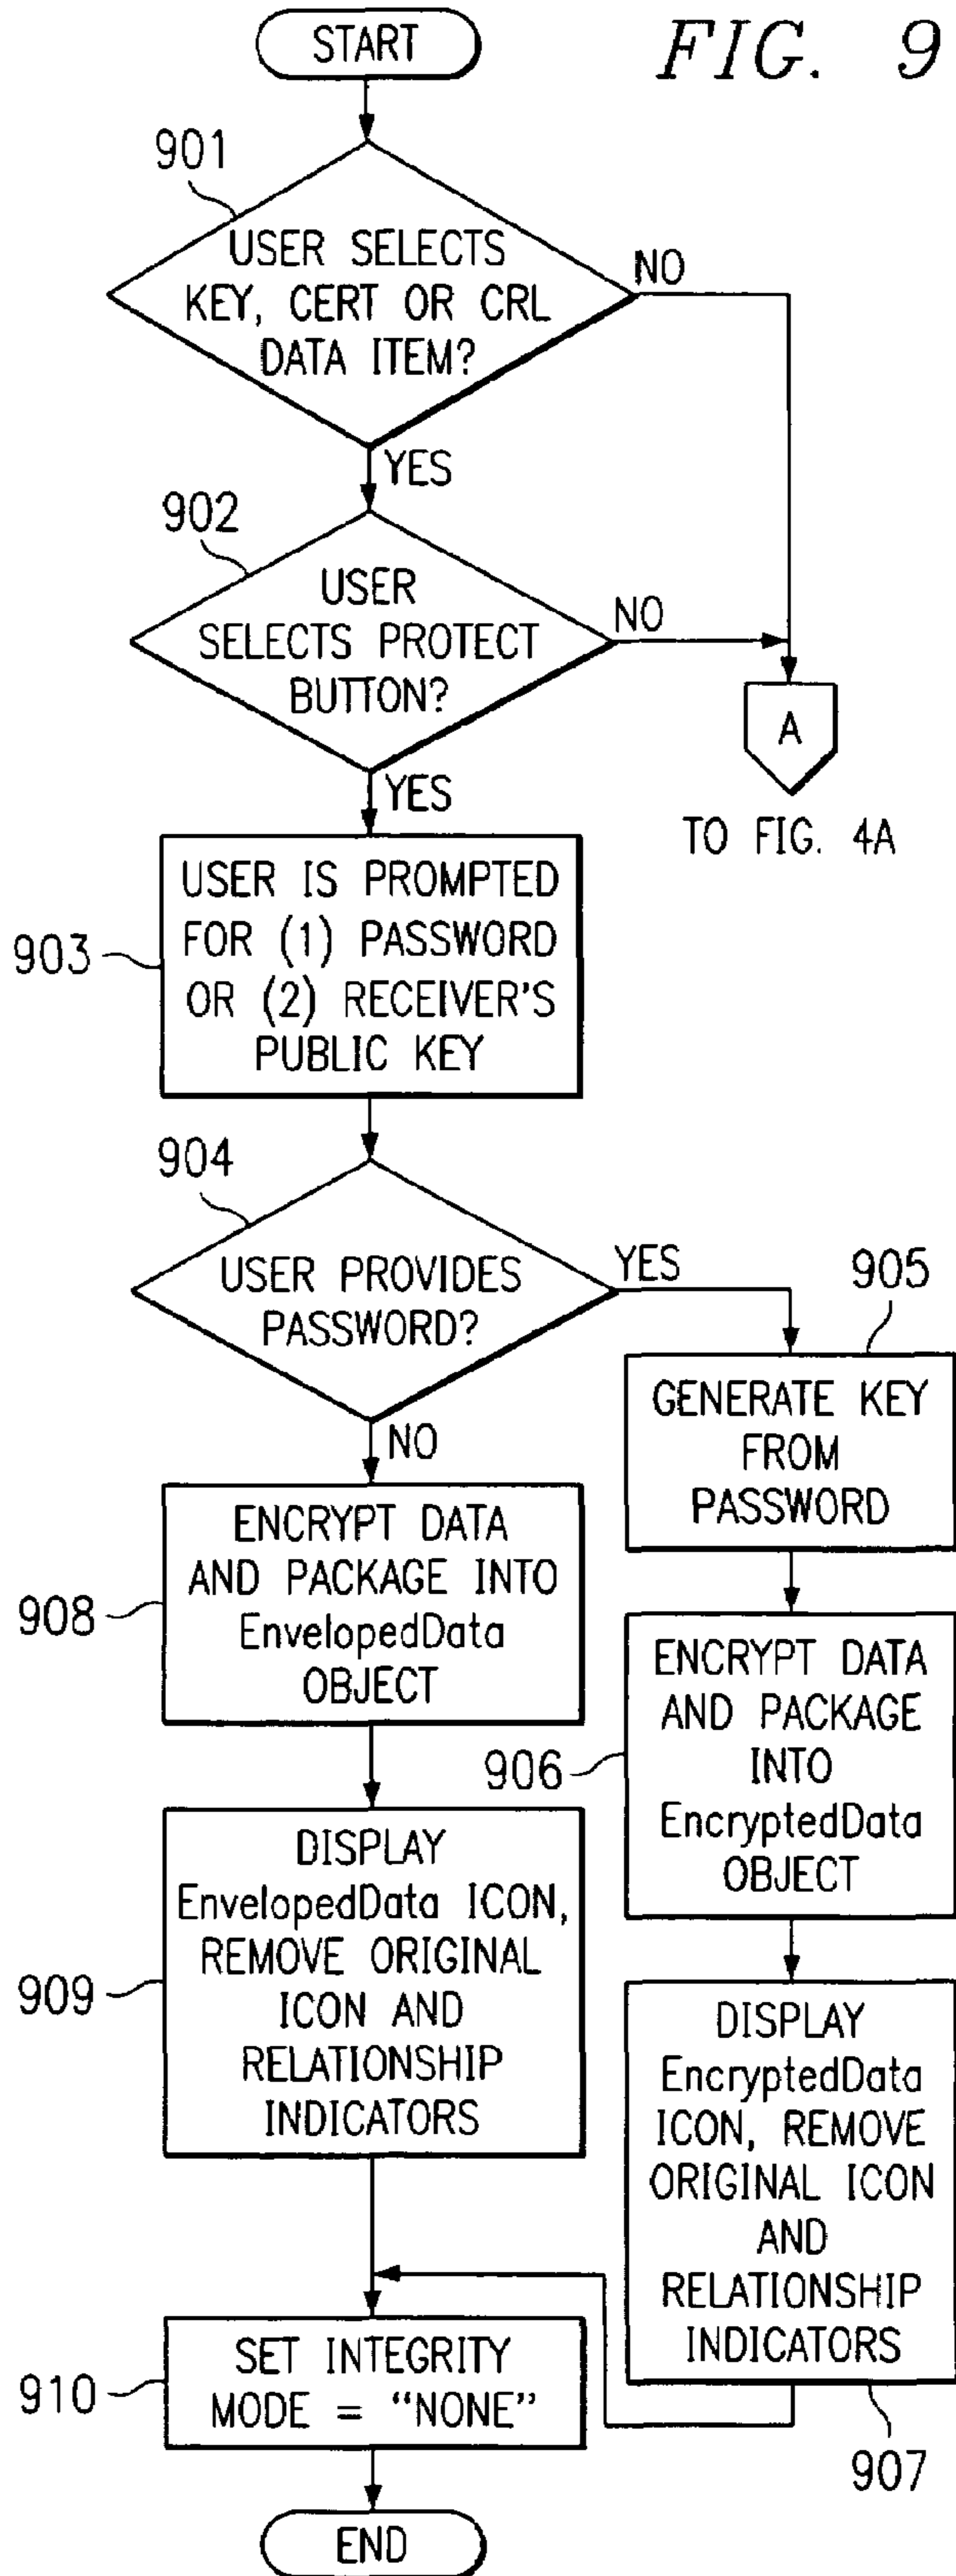 FIG. 9
START
901
USER SELECTS
KEY, CERT OR CRL
DATA ITEM?
NO
YES
902
USER
SELECTS PROTECT
BUTTON?
NO
A
TO FIG. 4A
YES
903
USER IS PROMPTED
FOR (1) PASSWORD
OR (2) RECEIVER'S
PUBLIC KEY
904
USER PROVIDES
PASSWORD?
YES
905
GENERATE KEY
FROM
PASSWORD
NO
908
ENCRYPT DATA
AND PACKAGE INTO
EnvelopedData
OBJECT
906
ENCRYPT DATA
AND PACKAGE
INTO
EncryptedData
OBJECT
909
DISPLAY
EnvelopedData ICON,
REMOVE ORIGINAL
ICON AND
RELATIONSHIP
INDICATORS
DISPLAY
EncryptedData
ICON, REMOVE
ORIGINAL ICON
AND
RELATIONSHIP
INDICATORS
907
910
SET INTEGRITY
MODE = “NONE”
END